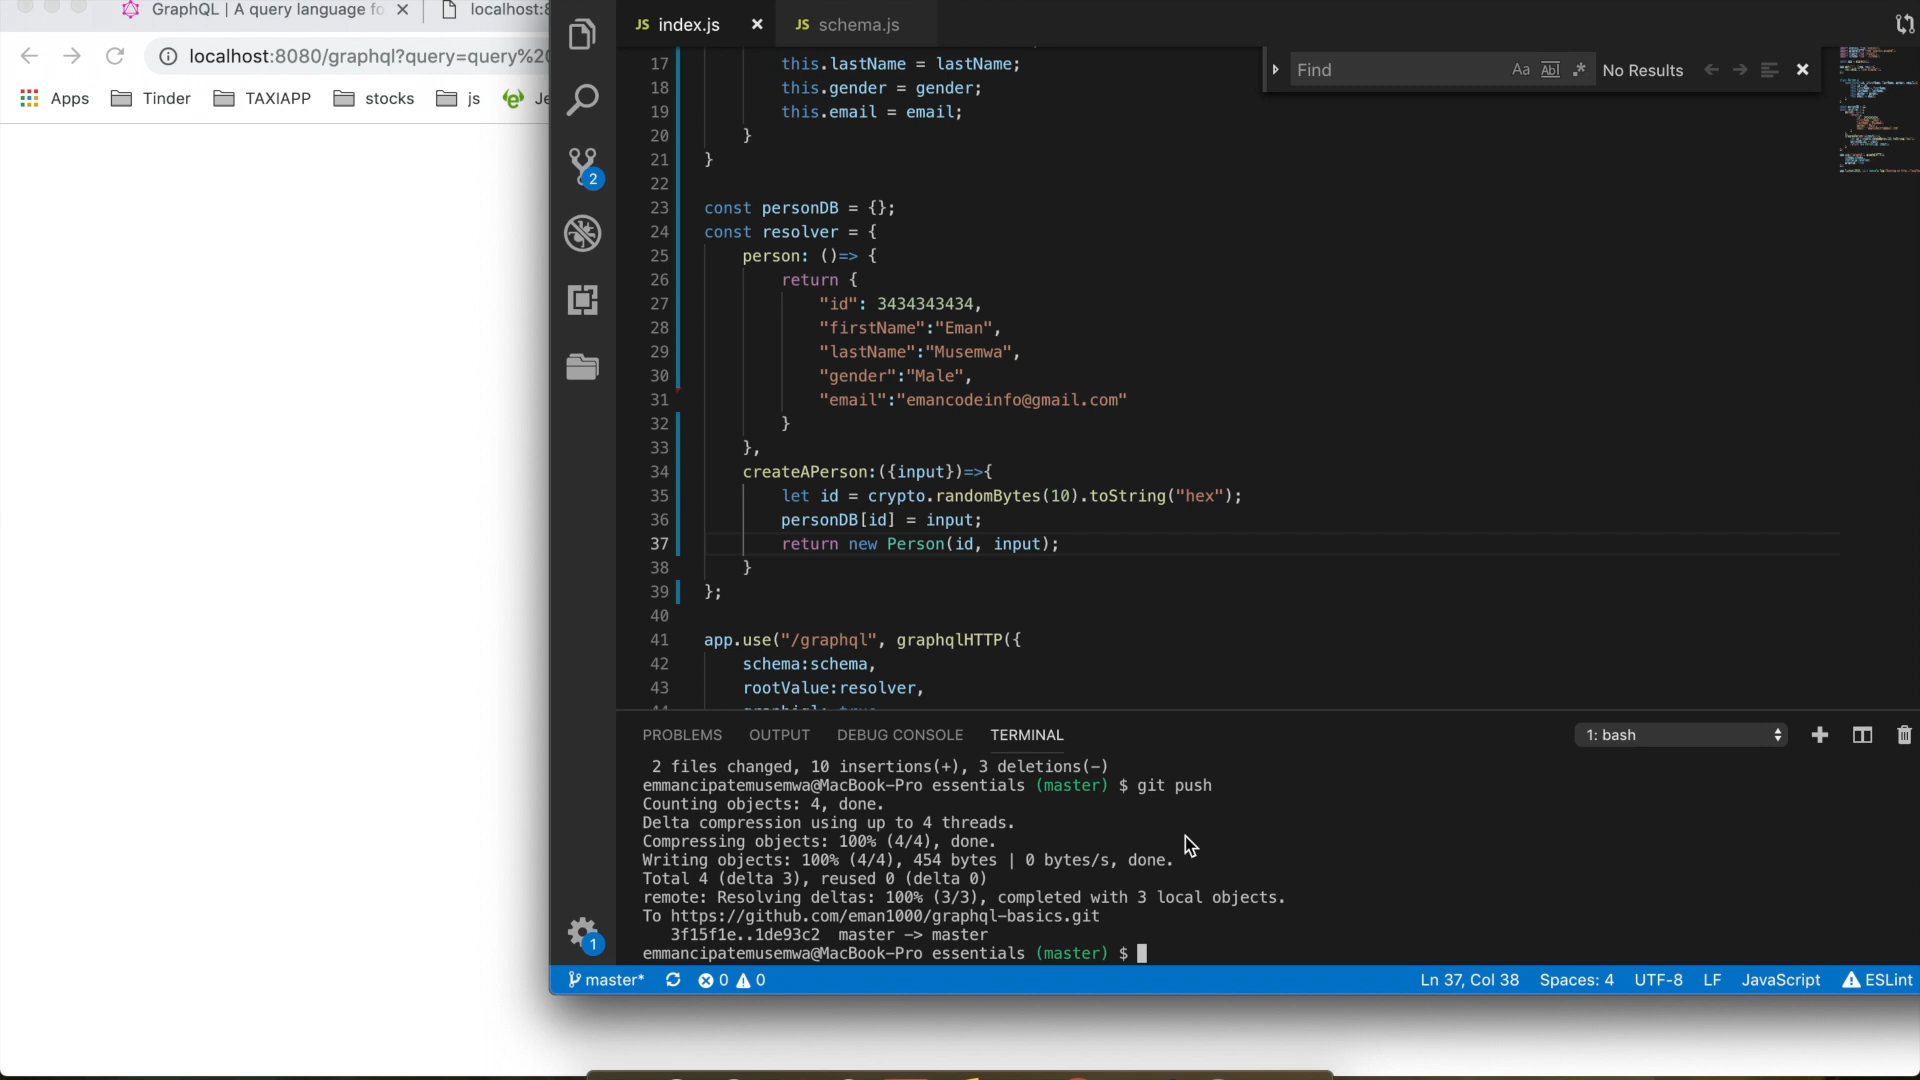 GraphQL | A query language fo
localhost:8
localhost:8080/graphql?query=query%20
Apps
Tinder
TAXIAPP
stocks
js
Je
JS index.js
JS schema.js
Find
Aa
Abl
.*
No Results
17 this.lastName = lastName;
18 this.gender = gender;
19 this.email = email;
20 }
21 }
22
23 const personDB = {};
24 const resolver = {
25 person: ()=> {
26 return {
27 "id": 3434343434,
28 "firstName":"Eman",
29 "lastName":"Musemwa",
30 "gender":"Male",
31 "email":"emancodeinfo@gmail.com"
32 }
33 },
34 createAPerson:({input})=>{
35 let id = crypto.randomBytes(10).toString("hex");
36 personDB[id] = input;
37 return new Person(id, input);
38 }
39 };
40
41 app.use("/graphql", graphqlHTTP({
42 schema:schema,
43 rootValue:resolver,
2
1
PROBLEMS
OUTPUT
DEBUG CONSOLE
TERMINAL
1: bash
2 files changed, 10 insertions(+), 3 deletions(-)
emmancipatemusemwa@MacBook-Pro essentials (master) $ git push
Counting objects: 4, done.
Delta compression using up to 4 threads.
Compressing objects: 100% (4/4), done.
Writing objects: 100% (4/4), 454 bytes | 0 bytes/s, done.
Total 4 (delta 3), reused 0 (delta 0)
remote: Resolving deltas: 100% (3/3), completed with 3 local objects.
To https://github.com/eman1000/graphql-basics.git
3f15f1e..1de93c2 master -> master
emmancipatemusemwa@MacBook-Pro essentials (master) $
master*
0
0
Ln 37, Col 38
Spaces: 4
UTF-8
LF
JavaScript
ESLint